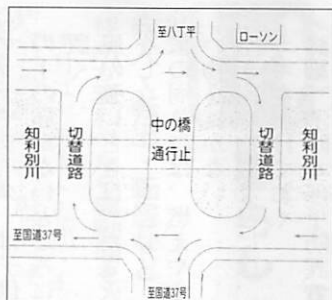 至八丁平
ローソン
中の橋
通行止
知利別川
切替道路
切替道路
知利別川
至国道37号
至国道37号